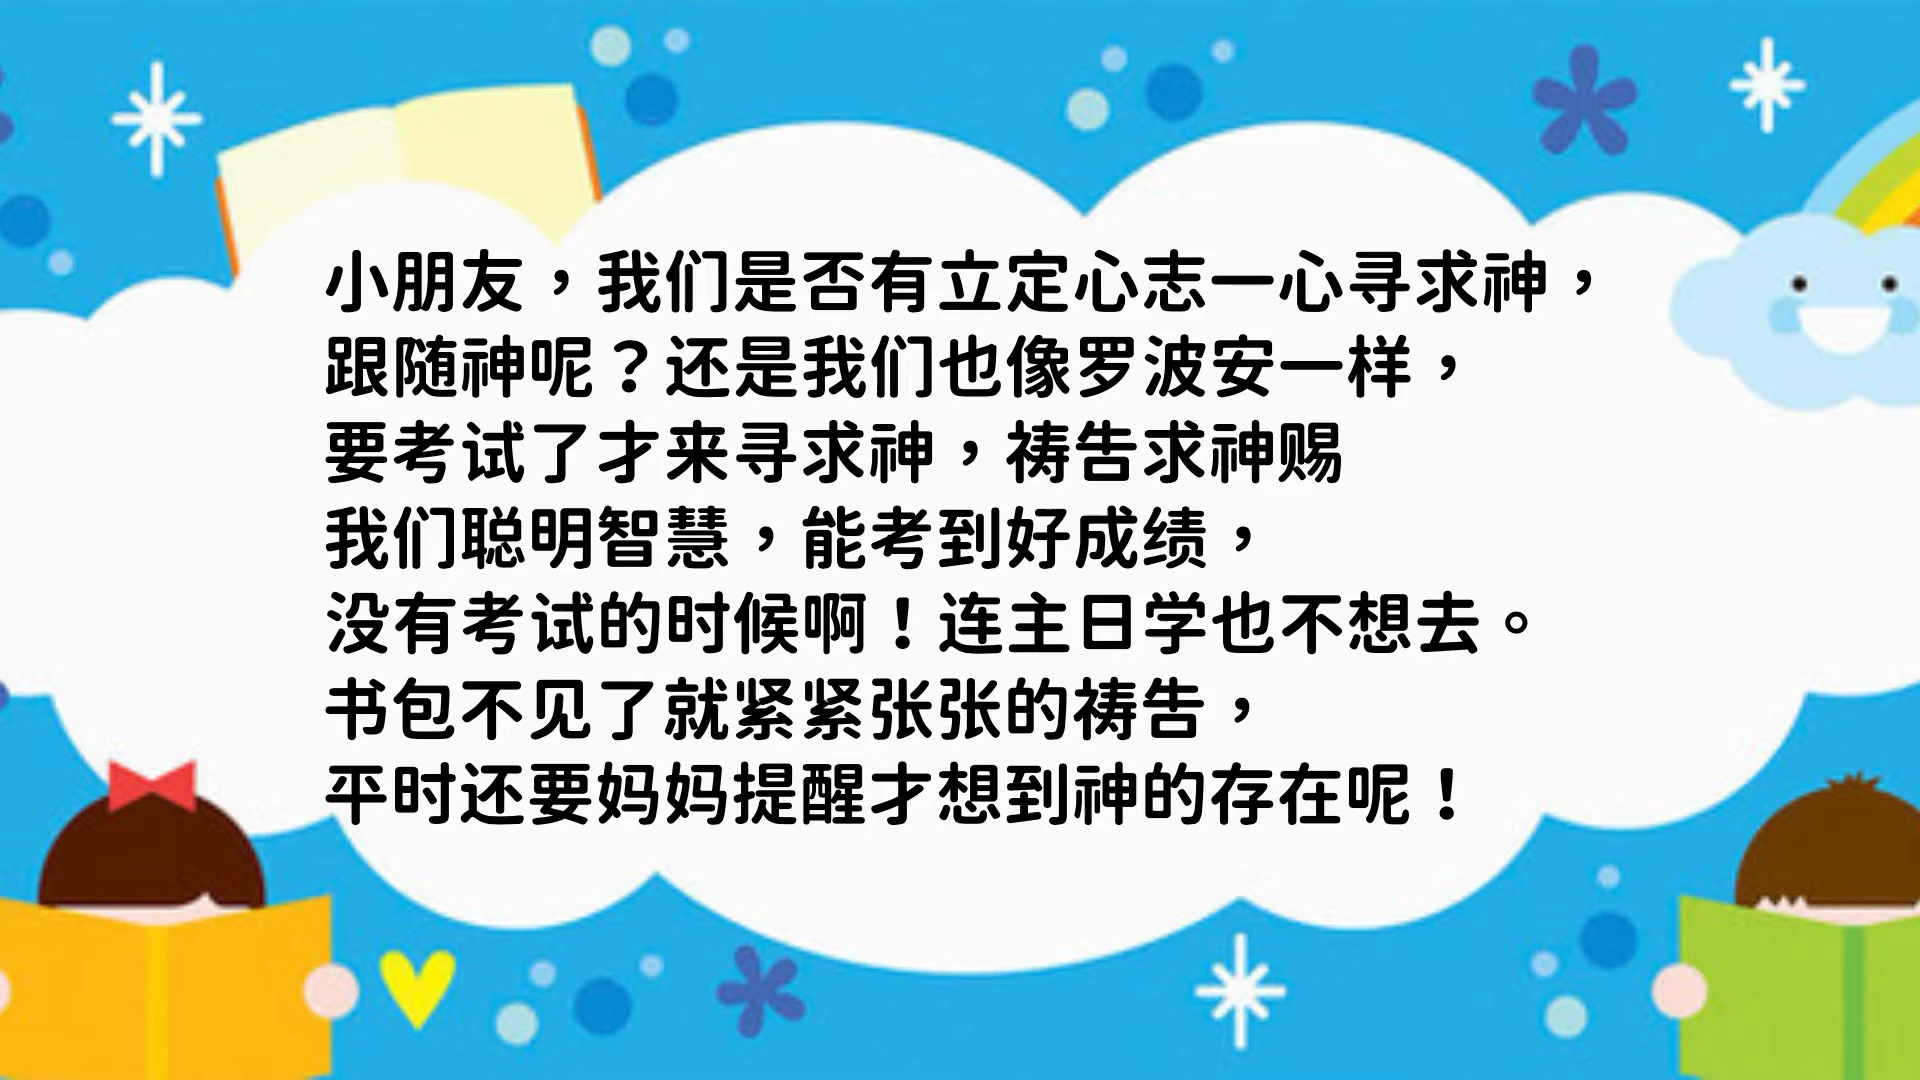 小朋友，我们是否有立定心志一心寻求神，
跟随神呢？还是我们也像罗波安一样，
要考试了才来寻求神，祷告求神赐
我们聪明智慧，能考到好成绩，
没有考试的时候啊！连主日学也不想去。
书包不见了就紧紧张张的祷告，
平时还要妈妈提醒才想到神的存在呢！